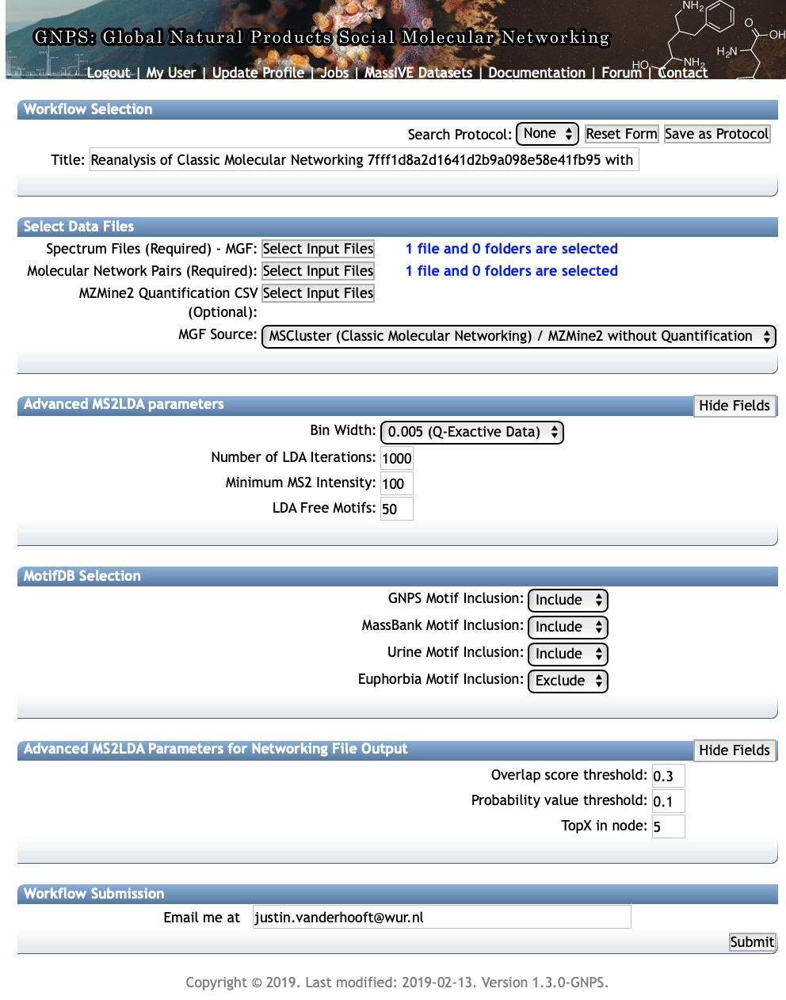 GNPS: Global Natural Products Social Molecular Networking
NH2
O
OH
H2N
HO
NH2
Logout | My User | Update Profile | Jobs | MassIVE Datasets | Documentation | Forum | Contact
Workflow Selection
Search Protocol: None Reset Form Save as Protocol
Title: Reanalysis of Classic Molecular Networking 7fff1d8a2d1641d2b9a098e58e41fb95 with
Select Data Files
Spectrum Files (Required) - MGF: Select Input Files 1 file and 0 folders are selected
Molecular Network Pairs (Required): Select Input Files 1 file and 0 folders are selected
MZMine2 Quantification CSV Select Input Files
(Optional):
MGF Source: MSCluster (Classic Molecular Networking) / MZMine2 without Quantification
Advanced MS2LDA parameters Hide Fields
Bin Width: 0.005 (Q-Exactive Data)
Number of LDA Iterations: 1000
Minimum MS2 Intensity: 100
LDA Free Motifs: 50
MotifDB Selection
GNPS Motif Inclusion: Include
MassBank Motif Inclusion: Include
Urine Motif Inclusion: Include
Euphorbia Motif Inclusion: Exclude
Advanced MS2LDA Parameters for Networking File Output Hide Fields
Overlap score threshold: 0.3
Probability value threshold: 0.1
TopX in node: 5
Workflow Submission
Email me at justin.vanderhooft@wur.nl
Submit
Copyright © 2019. Last modified: 2019-02-13. Version 1.3.0-GNPS.